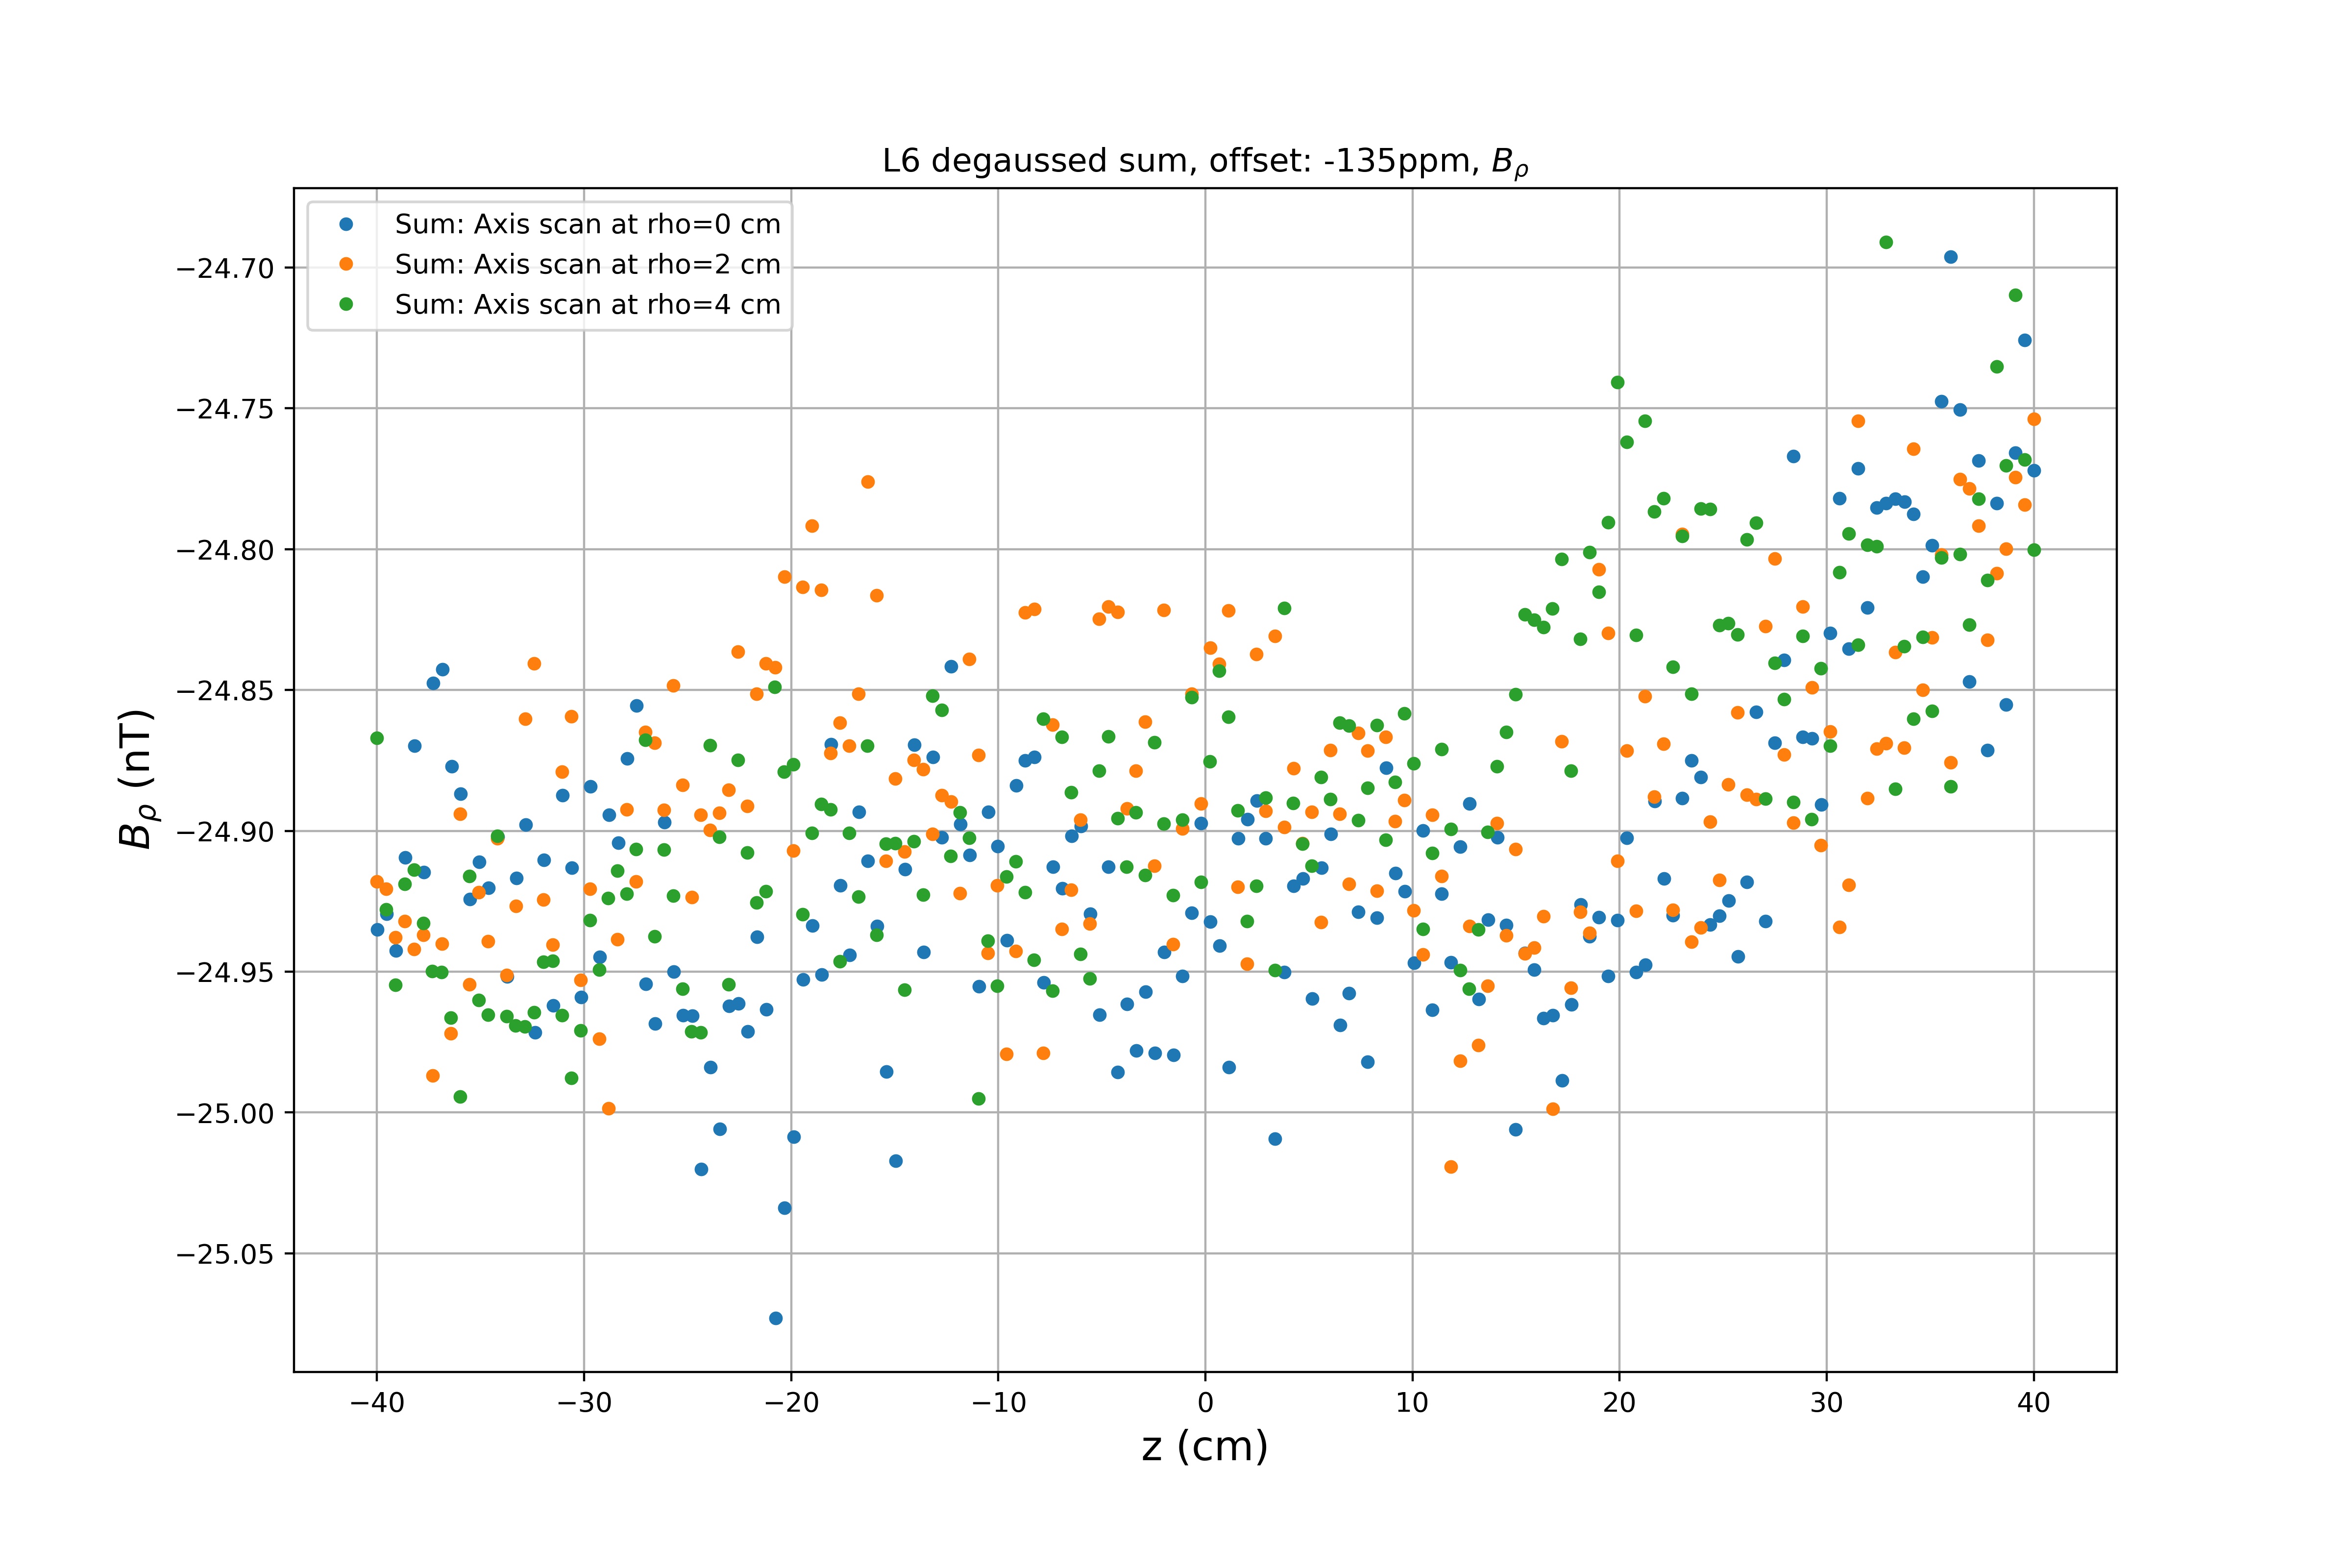 L6 degaussed sum, offset: -135ppm, Bρ
Sum: Axis scan at rho=0 cm
Sum: Axis scan at rho=2 cm
Sum: Axis scan at rho=4 cm
−24.70
−24.75
−24.80
−24.85
−24.90
−24.95
−25.00
−25.05
Bρ (nT)
−40 −30 −20 −10 0 10 20 30 40
z (cm)